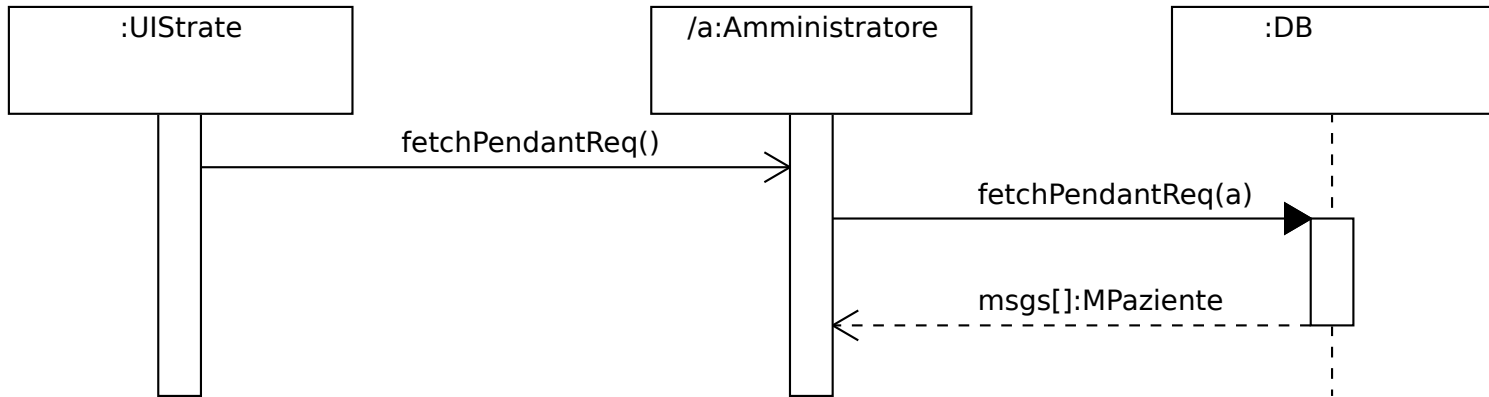 :UIStrate
/a:Amministratore
:DB
fetchPendantReq()
fetchPendantReq(a)
msgs[]:MPaziente